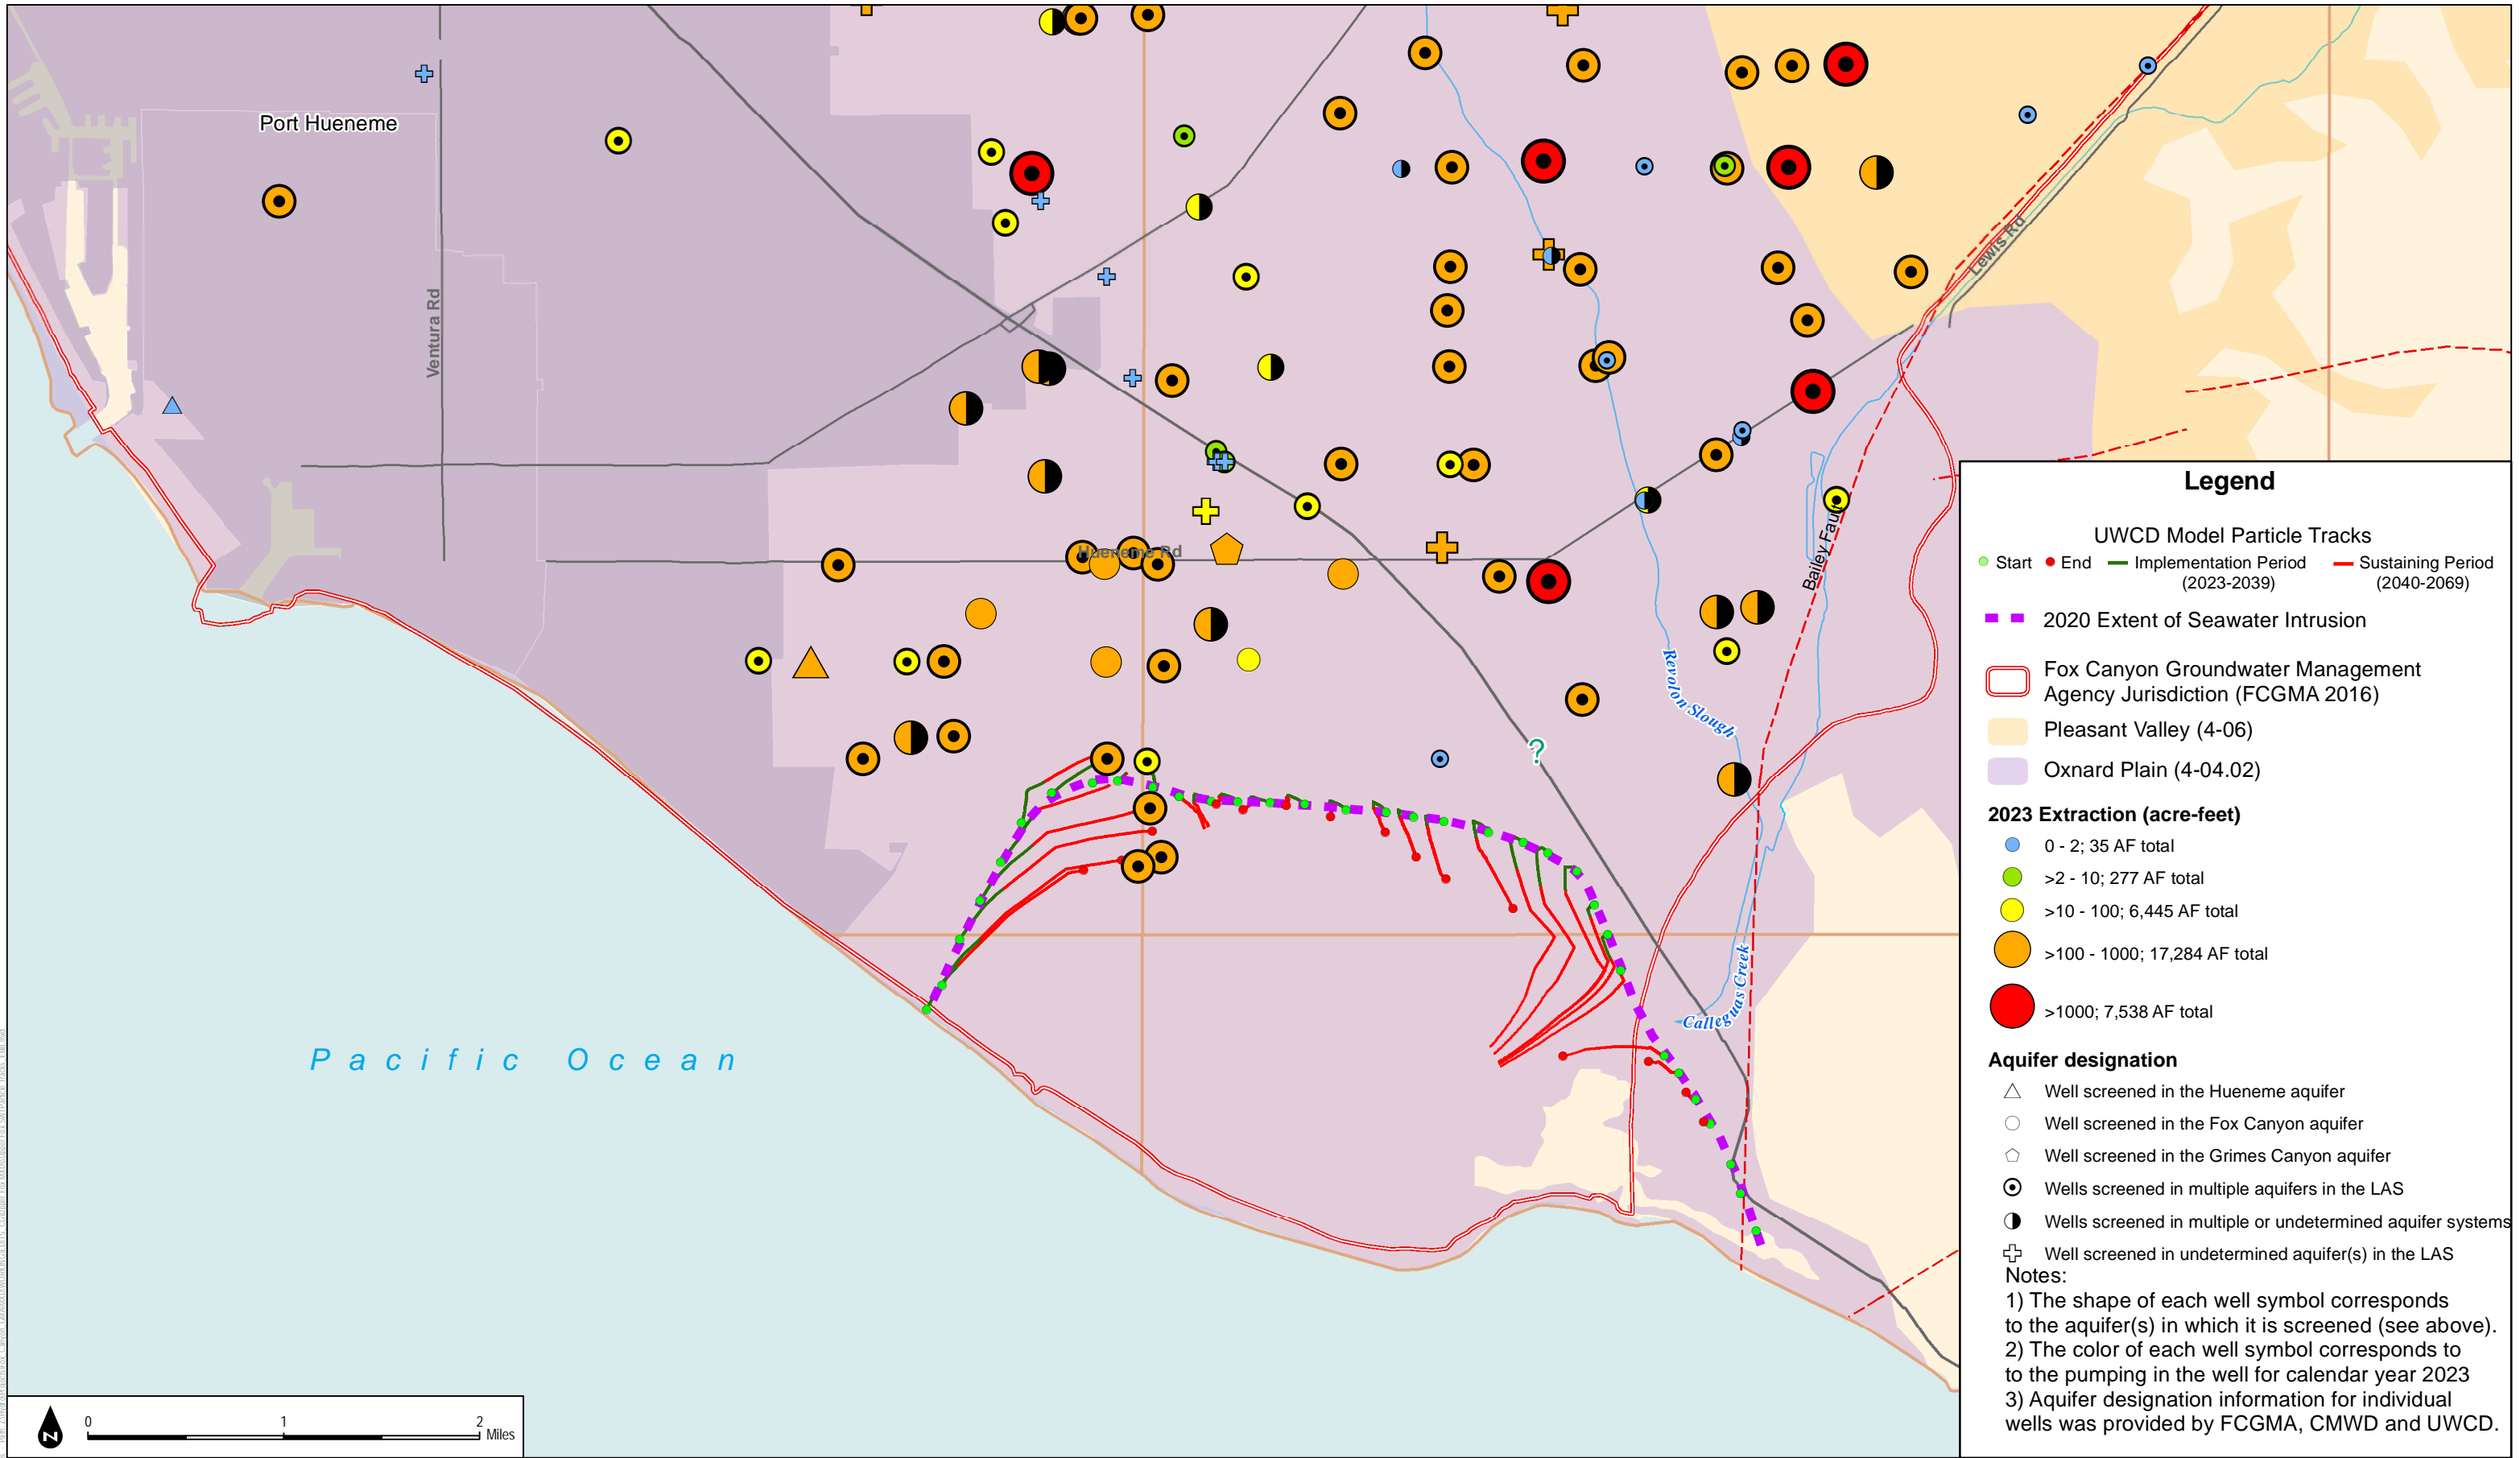 Port Hueneme
Ventura Rd
Lewis Rd
Hueneme Rd
Bailey Fault
Revolon Slough
?
Calleguas Creek
Pacific Ocean
N
0 1 2
Miles
Legend
UWCD Model Particle Tracks
Start End Implementation Period Sustaining Period
(2023-2039) (2040-2069)
2020 Extent of Seawater Intrusion
Fox Canyon Groundwater Management
Agency Jurisdiction (FCGMA 2016)
Pleasant Valley (4-06)
Oxnard Plain (4-04.02)
2023 Extraction (acre-feet)
0 - 2; 35 AF total
>2 - 10; 277 AF total
>10 - 100; 6,445 AF total
>100 - 1000; 17,284 AF total
>1000; 7,538 AF total
Aquifer designation
Well screened in the Hueneme aquifer
Well screened in the Fox Canyon aquifer
Well screened in the Grimes Canyon aquifer
Wells screened in multiple aquifers in the LAS
Wells screened in multiple or undetermined aquifer systems
Well screened in undetermined aquifer(s) in the LAS
Notes:
1) The shape of each well symbol corresponds
to the aquifer(s) in which it is screened (see above).
2) The color of each well symbol corresponds to
to the pumping in the well for calendar year 2023
3) Aquifer designation information for individual
wells was provided by FCGMA, CMWD and UWCD.